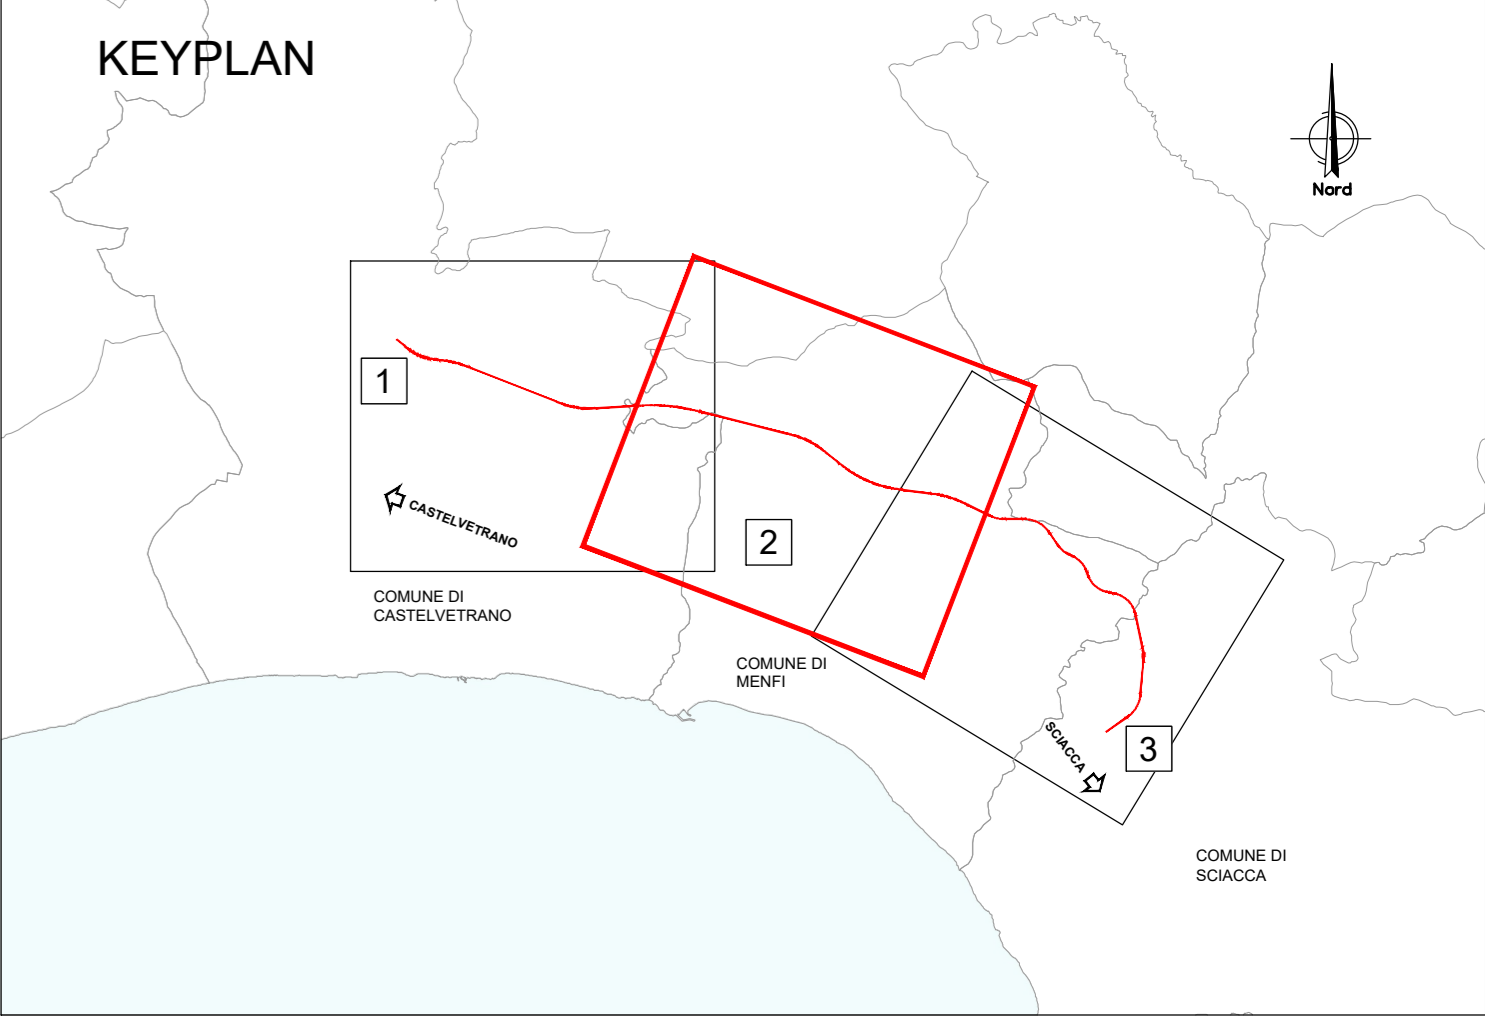 KEYPLAN
Nord
1
CASTELVETRANO
2
COMUNE DI
CASTELVETRANO
COMUNE DI
MENFI
SCIACCA
3
COMUNE DI
SCIACCA